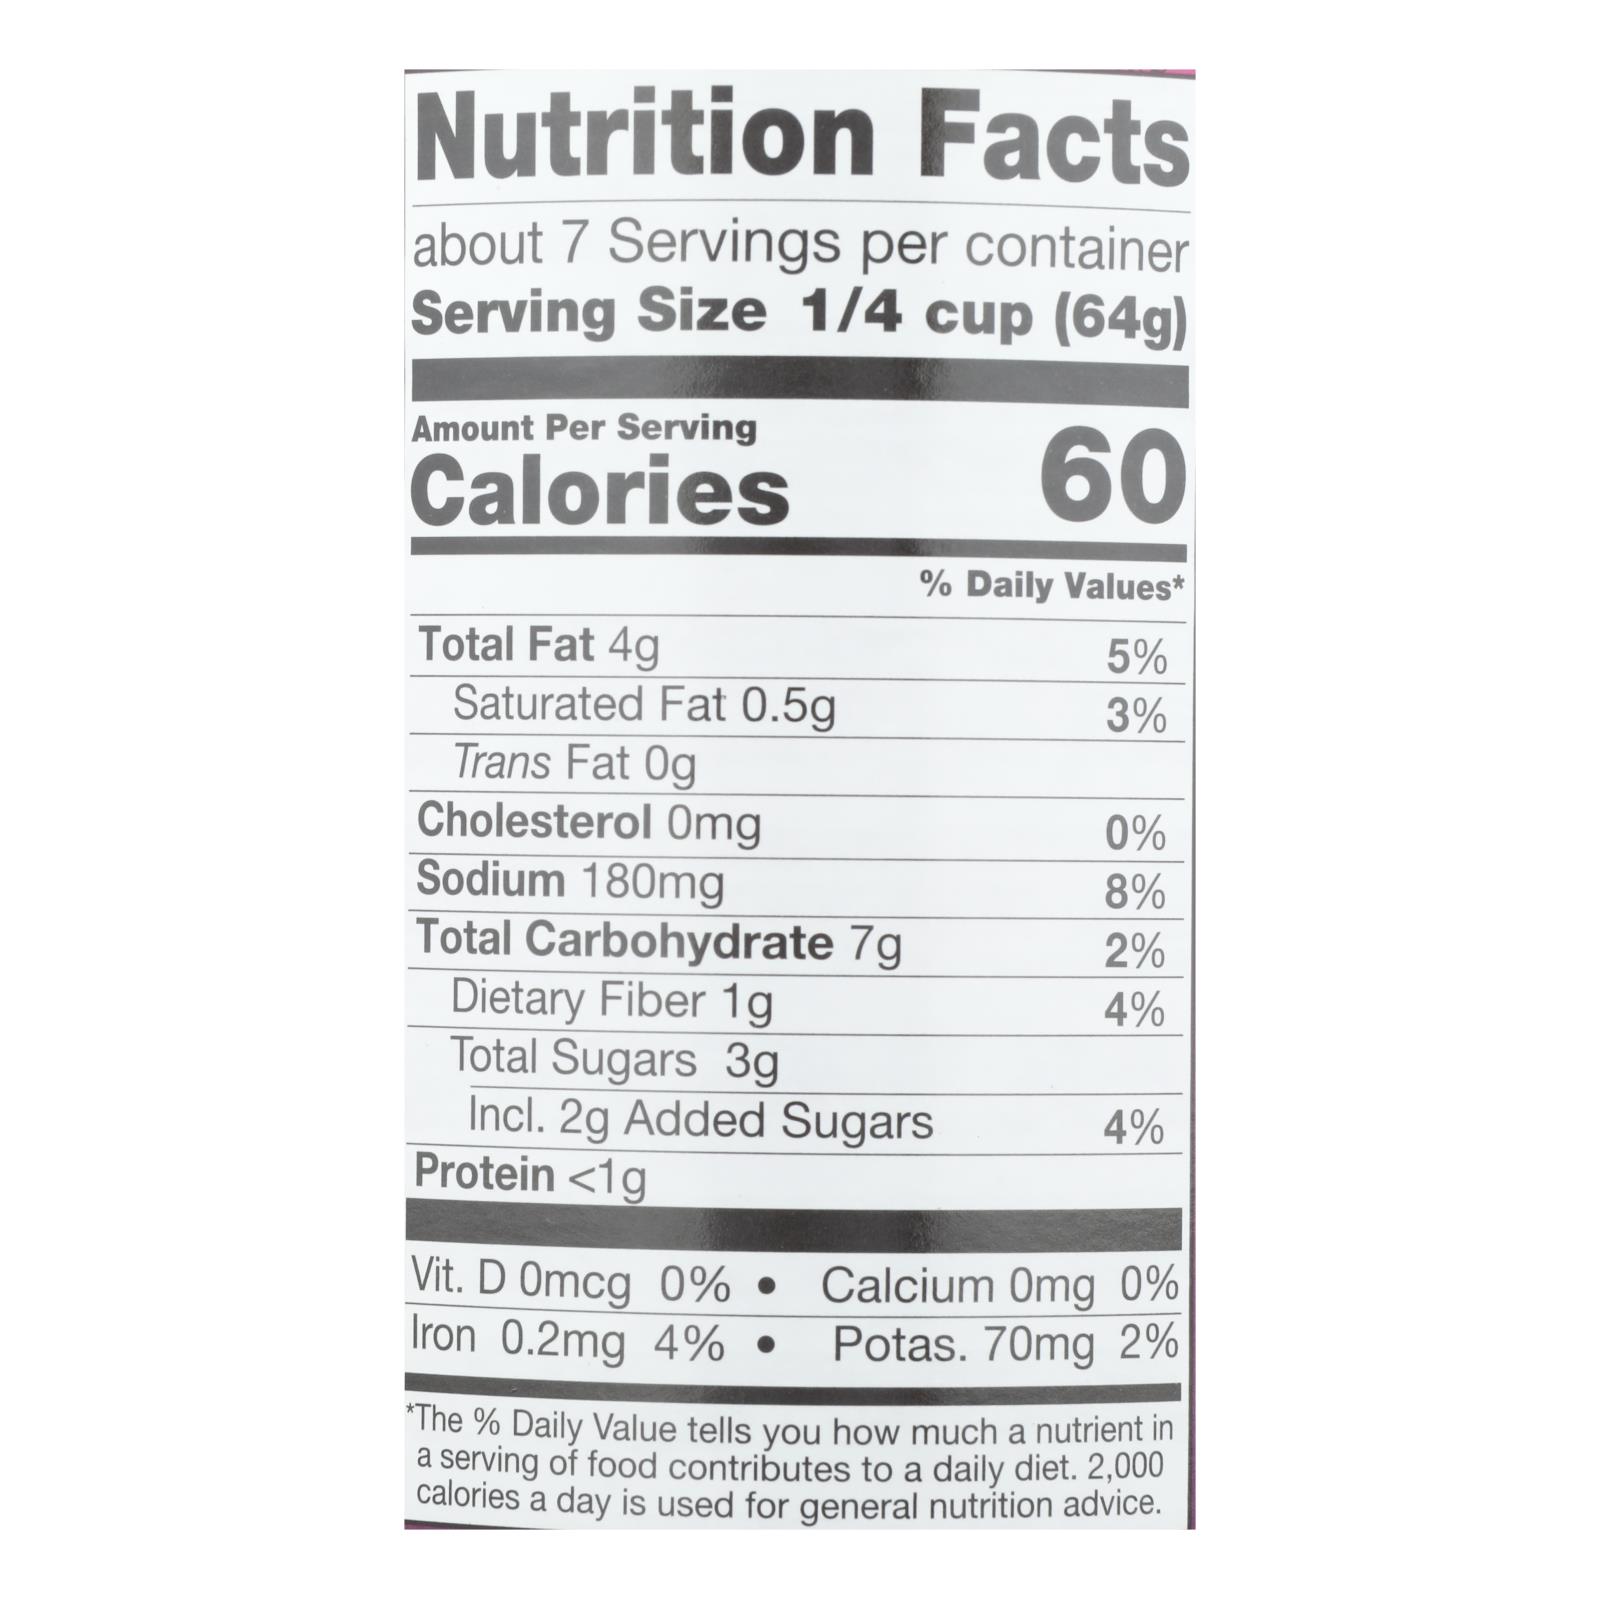 Nutrition Facts
about 7 Servings per container
Serving Size 1/4 cup (64g)
Amount Per Serving
Calories 60
% Daily Values*
Total Fat 4g 5%
Saturated Fat 0.5g 3%
Trans Fat 0g
Cholesterol 0mg 0%
Sodium 180mg 8%
Total Carbohydrate 7g 2%
Dietary Fiber 1g 4%
Total Sugars 3g
Incl. 2g Added Sugars 4%
Protein <1g
Vit. D 0mcg 0% • Calcium 0mg 0%
Iron 0.2mg 4% • Potas. 70mg 2%
*The % Daily Value tells you how much a nutrient in
a serving of food contributes to a daily diet. 2,000
calories a day is used for general nutrition advice.